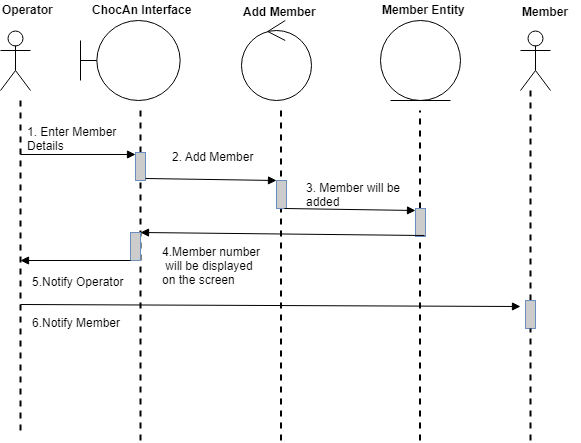 Operator
ChocAn Interface
Add Member
Member Entity
Member
1. Enter Member
Details
2. Add Member
3. Member will be
added
4.Member number
will be displayed
on the screen
5.Notify Operator
6.Notify Member